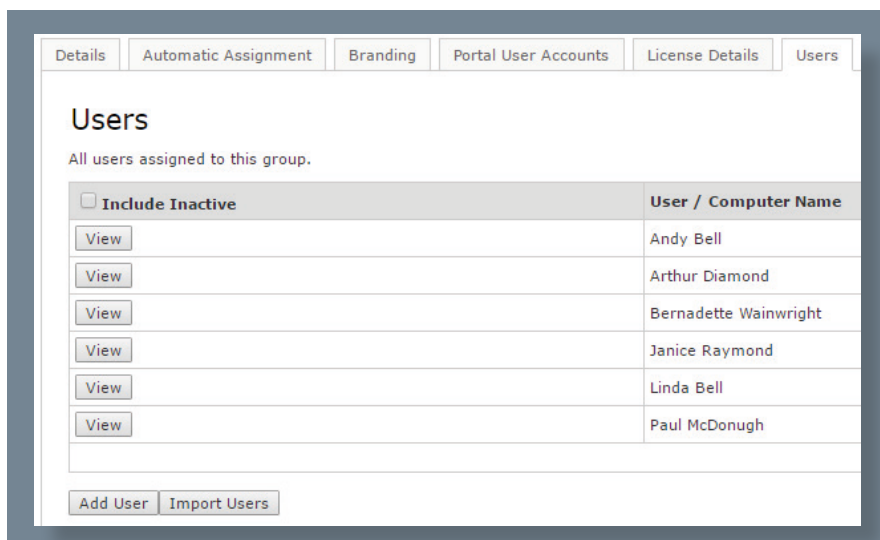 Details Automatic Assignment Branding Portal User Accounts License Details Users
Users
All users assigned to this group.
Include Inactive User / Computer Name
View Andy Bell
View Arthur Diamond
View Bernadette Wainwright
View Janice Raymond
View Linda Bell
View Paul McDonugh
Add User Import Users